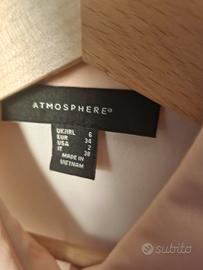 ATMOSPHERE®
UK/IRL 6
EUR 34
USA 2
IT 38
MADE IN
VIETNAM
subito